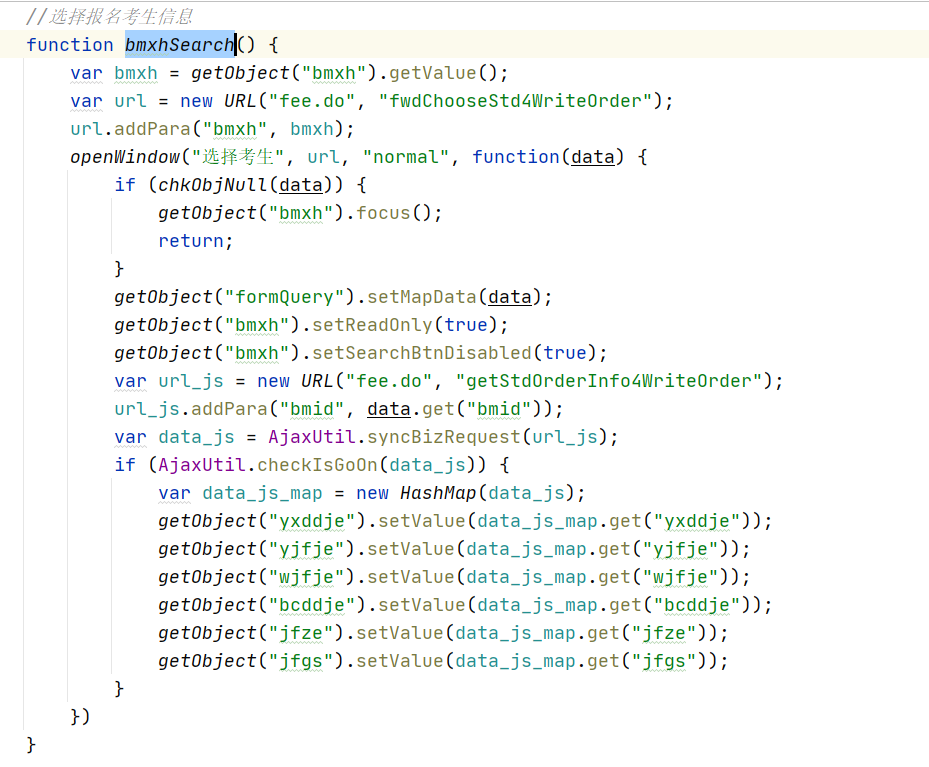 //选择报名考生信息
function bmxhSearch() {
    var bmxh = getObject("bmxh").getValue();
    var url = new URL("fee.do", "fwdChooseStd4WriteOrder");
    url.addPara("bmxh", bmxh);
    openWindow("选择考生", url, "normal", function(data) {
        if (chkObjNull(data)) {
            getObject("bmxh").focus();
            return;
        }
        getObject("formQuery").setMapData(data);
        getObject("bmxh").setReadOnly(true);
        getObject("bmxh").setSearchBtnDisabled(true);
        var url_js = new URL("fee.do", "getStdOrderInfo4WriteOrder");
        url_js.addPara("bmid", data.get("bmid"));
        var data_js = AjaxUtil.syncBizRequest(url_js);
        if (AjaxUtil.checkIsGoOn(data_js)) {
            var data_js_map = new HashMap(data_js);
            getObject("yxddje").setValue(data_js_map.get("yxddje"));
            getObject("yjfje").setValue(data_js_map.get("yjfje"));
            getObject("wjfje").setValue(data_js_map.get("wjfje"));
            getObject("bcddje").setValue(data_js_map.get("bcddje"));
            getObject("jfze").setValue(data_js_map.get("jfze"));
            getObject("jfgs").setValue(data_js_map.get("jfgs"));
        }
    })
}